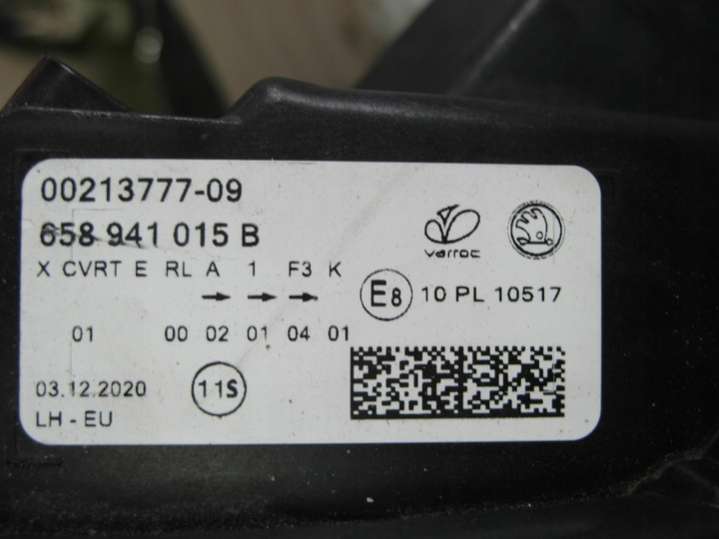 00213777-09
658 941 015 B
varroc
X CVRT E RL A 1 F3 K
→ → →
E8 10 PL 10517
01 00 02 01 04 01
03.12.2020 11S
LH - EU